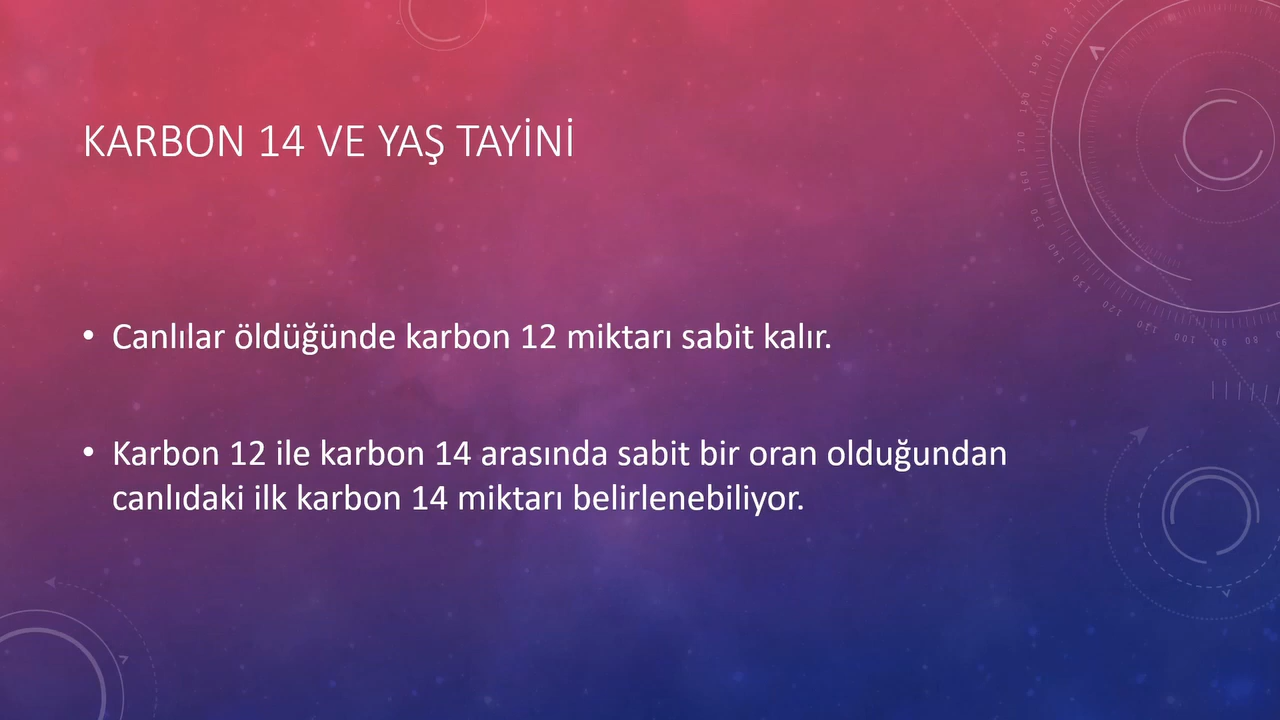 KARBON 14 VE YAŞ TAYİNİ
• Canlılar öldüğünde karbon 12 miktarı sabit kalır.
• Karbon 12 ile karbon 14 arasında sabit bir oran olduğundan
canlıdaki ilk karbon 14 miktarı belirlenebiliyor.